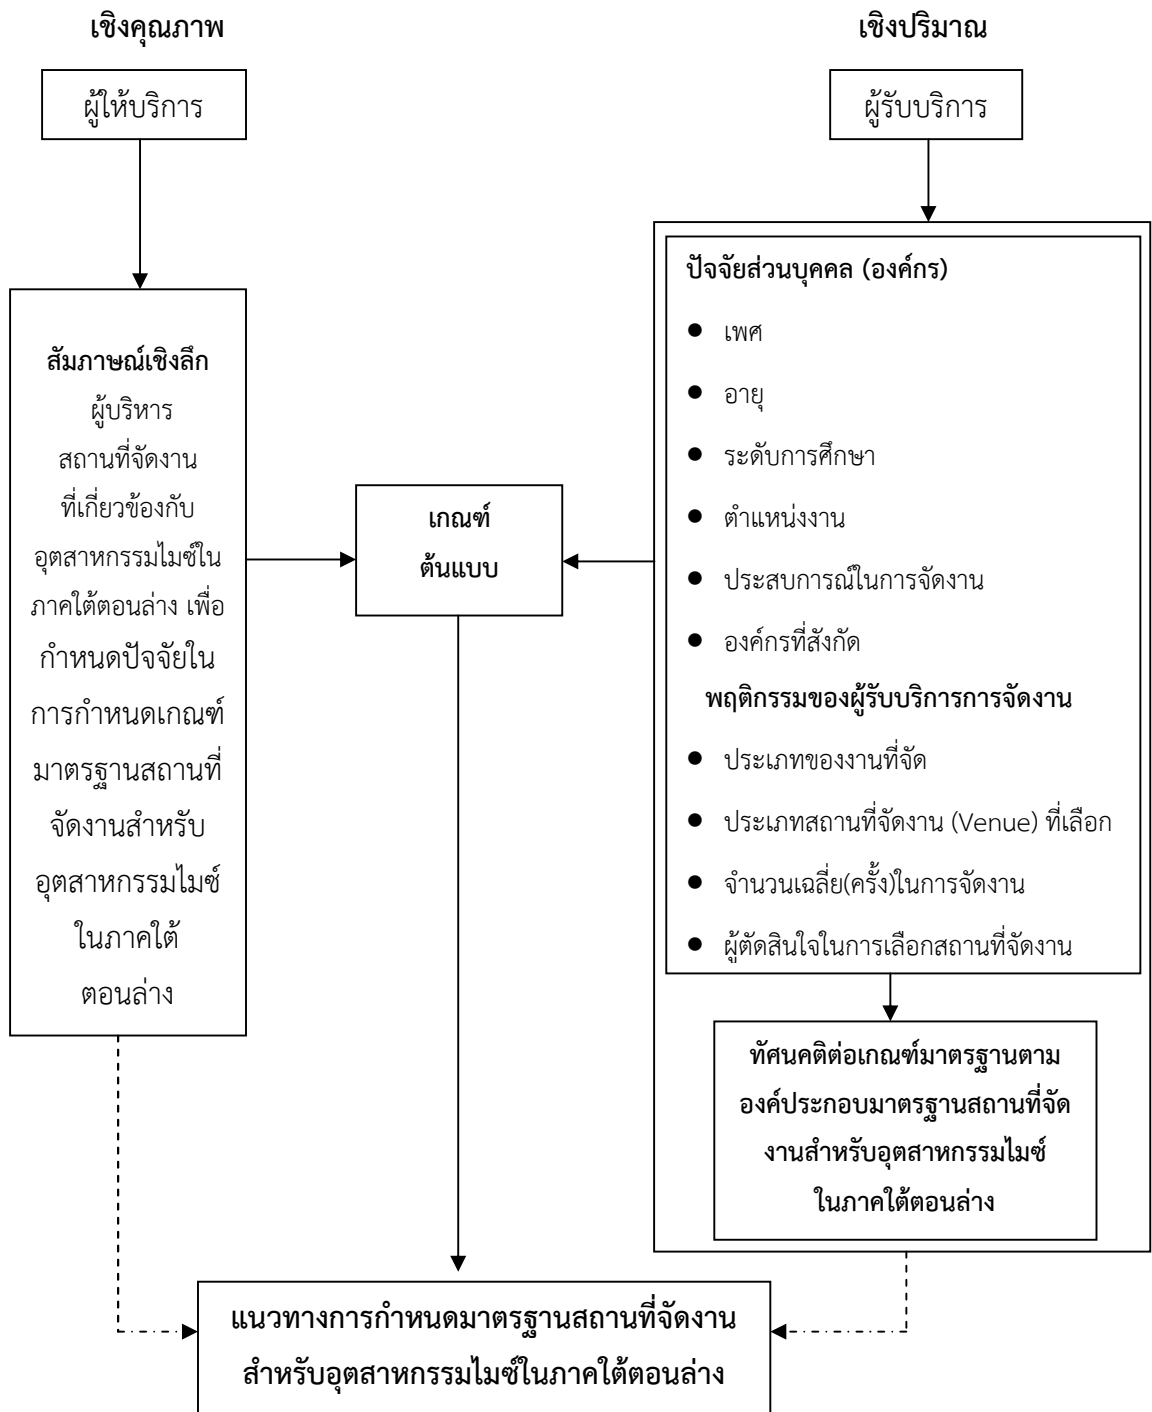 เชิงคุณภาพ
ผู้ให้บริการ
สัมภาษณ์เชิงลึก
ผู้บริหาร
สถานที่จัดงาน
ที่เกี่ยวข้องกับ
อุตสาหกรรมไมซ์ใน
ภาคใต้ตอนล่าง เพื่อ
กำหนดปัจจัยใน
การกำหนดเกณฑ์
มาตรฐานสถานที่
จัดงานสำหรับ
อุตสาหกรรมไมซ์
ในภาคใต้
ตอนล่าง
เกณฑ์
ต้นแบบ
เชิงปริมาณ
ผู้รับบริการ
ปัจจัยส่วนบุคคล (องค์กร)
● เพศ
● อายุ
● ระดับการศึกษา
● ตำแหน่งงาน
● ประสบการณ์ในการจัดงาน
● องค์กรที่สังกัด
พฤติกรรมของผู้รับบริการการจัดงาน
● ประเภทของงานที่จัด
● ประเภทสถานที่จัดงาน (Venue) ที่เลือก
● จำนวนเฉลี่ย(ครั้ง)ในการจัดงาน
● ผู้ตัดสินใจในการเลือกสถานที่จัดงาน
ทัศนคติต่อเกณฑ์มาตรฐานตาม
องค์ประกอบมาตรฐานสถานที่จัด
งานสำหรับอุตสาหกรรมไมซ์
ในภาคใต้ตอนล่าง
แนวทางการกำหนดมาตรฐานสถานที่จัดงาน
สำหรับอุตสาหกรรมไมซ์ในภาคใต้ตอนล่าง